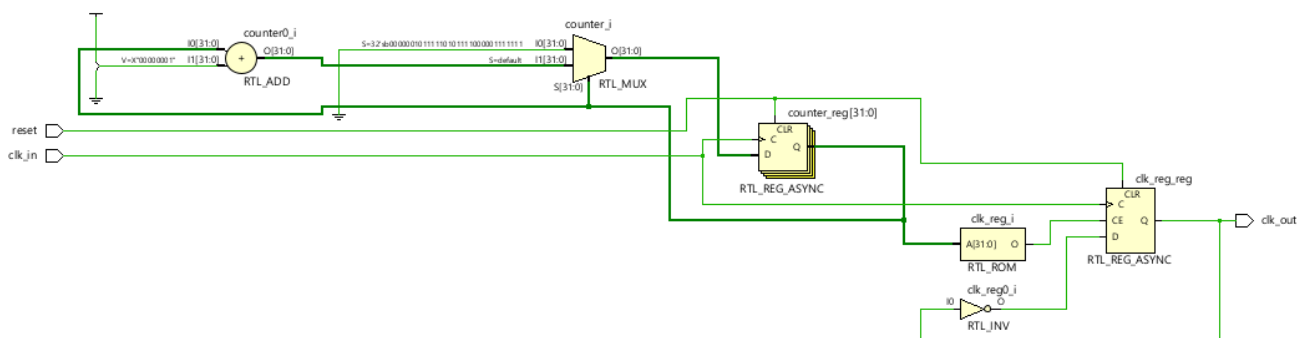 counter_i
counter0_i
S=32'sb00000010111110101111000001111111
I0[31:0]
O[31:0]
I0[31:0]
O[31:0]
+
V=X"00000001"
I1[31:0]
S=default
I1[31:0]
RTL_ADD
S[31:0]
RTL_MUX
counter_reg[31:0]
reset
CLR
C
Q
D
clk_in
RTL_REG_ASYNC
clk_reg_reg
CLR
C
CE
Q
D
clk_out
RTL_REG_ASYNC
clk_reg_i
A[31:0]
O
RTL_ROM
clk_reg0_i
I0
O
RTL_INV